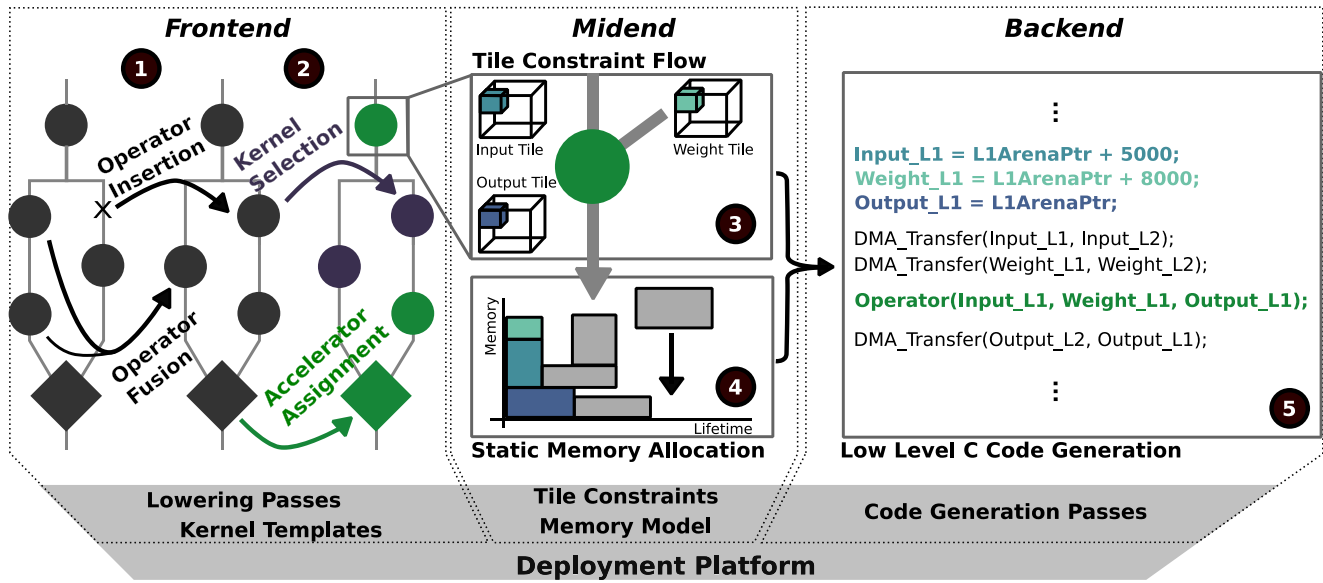 Frontend
Midend
Backend
1
2
Operator
Insertion
Kernel
Selection
Operator
Fusion
Accelerator
Assignment
X
Tile Constraint Flow
Input Tile
Weight Tile
Output Tile
3
Memory
Lifetime
4
Static Memory Allocation
⋮
Input_L1 = L1ArenaPtr + 5000;
Weight_L1 = L1ArenaPtr + 8000;
Output_L1 = L1ArenaPtr;
DMA_Transfer(Input_L1, Input_L2);
DMA_Transfer(Weight_L1, Weight_L2);
Operator(Input_L1, Weight_L1, Output_L1);
DMA_Transfer(Output_L2, Output_L1);
⋮
5
Low Level C Code Generation
Lowering Passes
Kernel Templates
Tile Constraints
Memory Model
Code Generation Passes
Deployment Platform